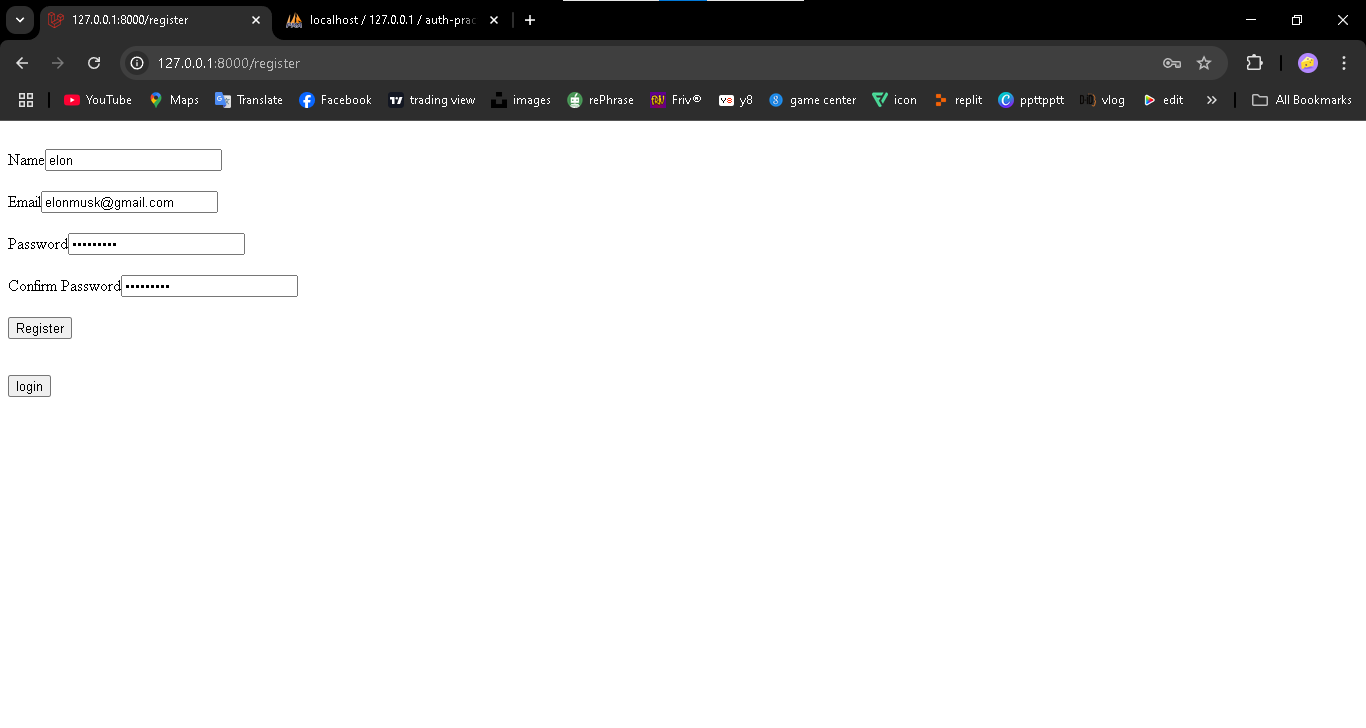 127.0.0.1:8000/register
localhost / 127.0.0.1 / auth-prac
127.0.0.1:8000/register
YouTube Maps Translate Facebook trading view images rePhrase Friv® y8 game center icon replit ppttpptt vlog edit » All Bookmarks
Name elon
Email elonmusk@gmail.com
Password •••••••••
Confirm Password •••••••••
Register
login